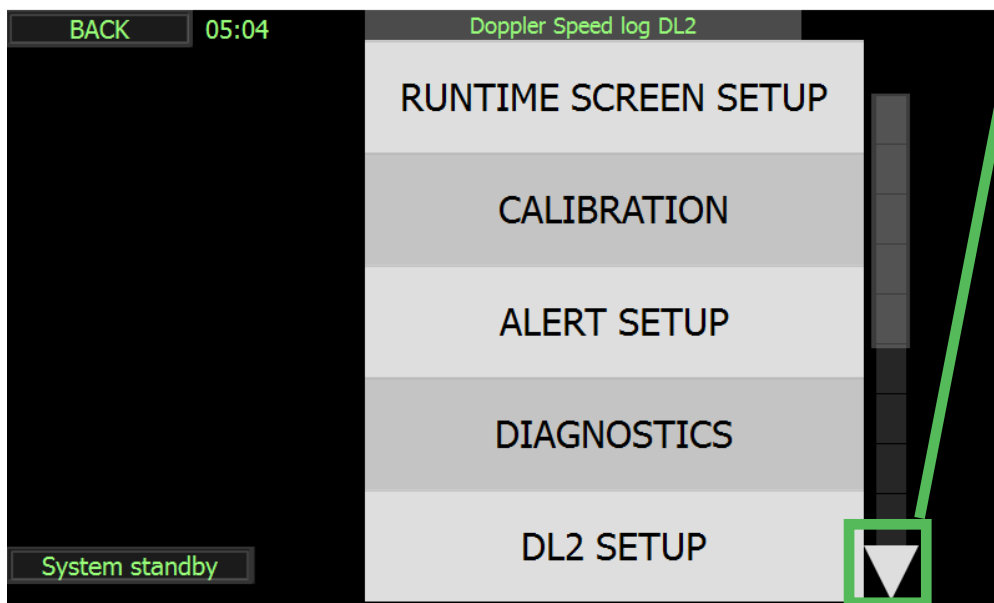 BACK 05:04 Doppler Speed log DL2
RUNTIME SCREEN SETUP
CALIBRATION
ALERT SETUP
DIAGNOSTICS
DL2 SETUP
System standby